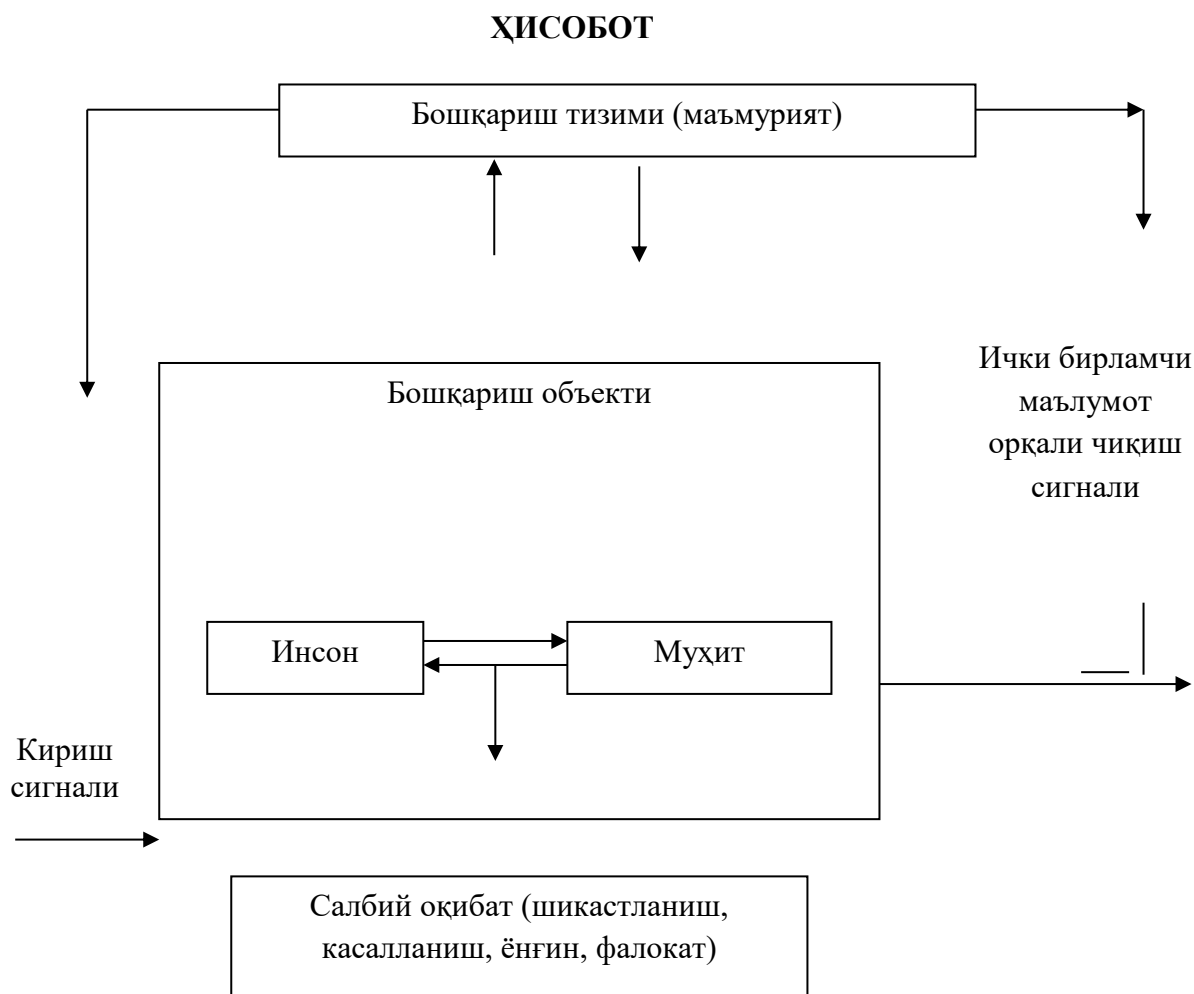 ҲИСОБОТ
Бошқариш тизими (маъмурият)
Бошқариш объекти
Ички бирламчи
маълумот
орқали чиқиш
сигнали
Инсон
Муҳит
Кириш
сигнали
Салбий оқибат (шикастланиш,
касалланиш, ёнғин, фалокат)